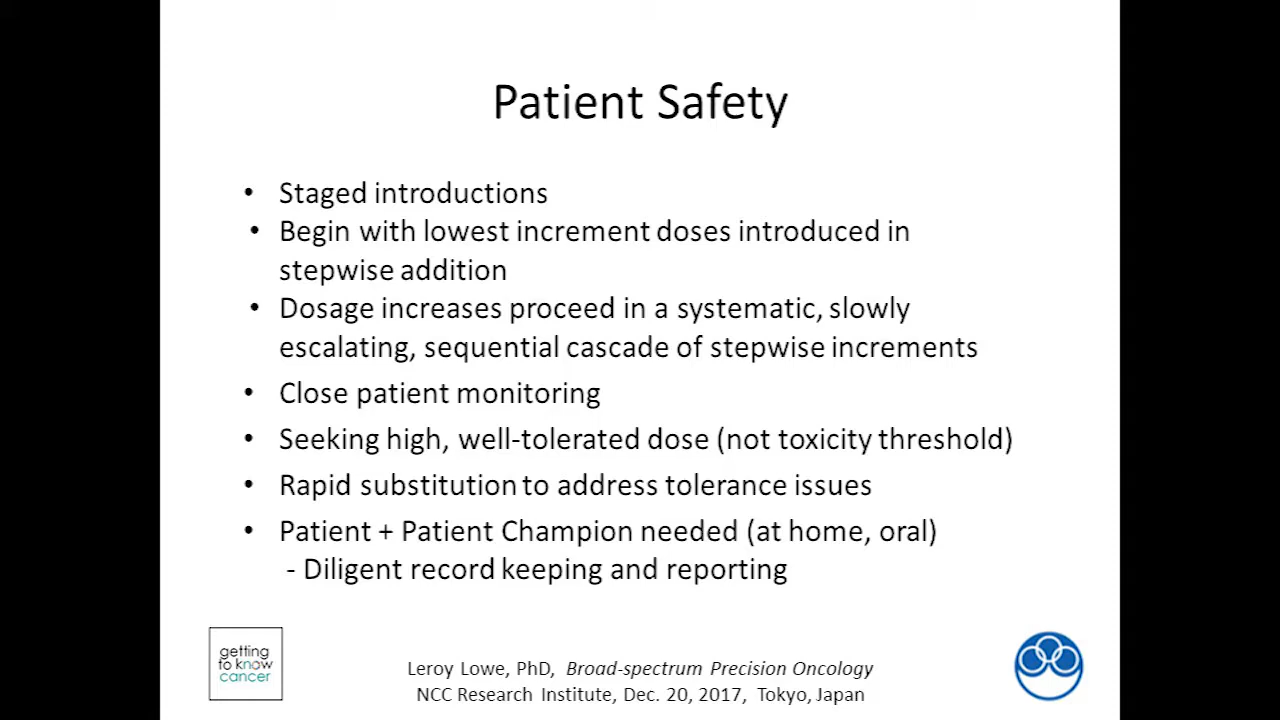 Patient Safety
• Staged introductions
• Begin with lowest increment doses introduced in
stepwise addition
• Dosage increases proceed in a systematic, slowly
escalating, sequential cascade of stepwise increments
• Close patient monitoring
• Seeking high, well-tolerated dose (not toxicity threshold)
• Rapid substitution to address tolerance issues
• Patient + Patient Champion needed (at home, oral)
- Diligent record keeping and reporting
getting
to know
cancer
Leroy Lowe, PhD, Broad-spectrum Precision Oncology
NCC Research Institute, Dec. 20, 2017, Tokyo, Japan